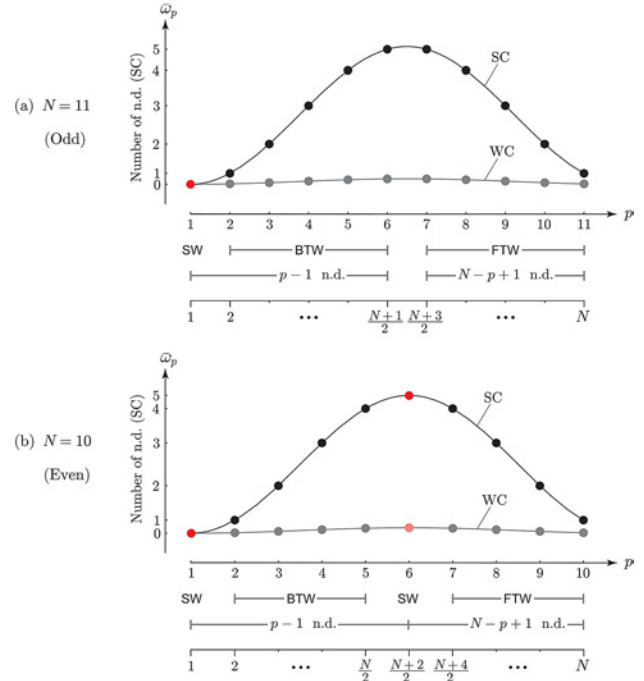 ω̄ₚ
Number of n.d. (SC)
5
4
3
2
1
0
SC
WC
(a) N = 11
(Odd)
1 2 3 4 5 6 7 8 9 10 11 p
SW BTW FTW
p − 1 n.d. N − p + 1 n.d.
1 2 ••• (N+1)/2 (N+3)/2 ••• N
ω̄ₚ
Number of n.d. (SC)
5
4
3
2
1
0
SC
WC
(b) N = 10
(Even)
1 2 3 4 5 6 7 8 9 10 p
SW BTW SW FTW
p − 1 n.d. N − p + 1 n.d.
1 2 ••• N/2 (N+2)/2 (N+4)/2 ••• N